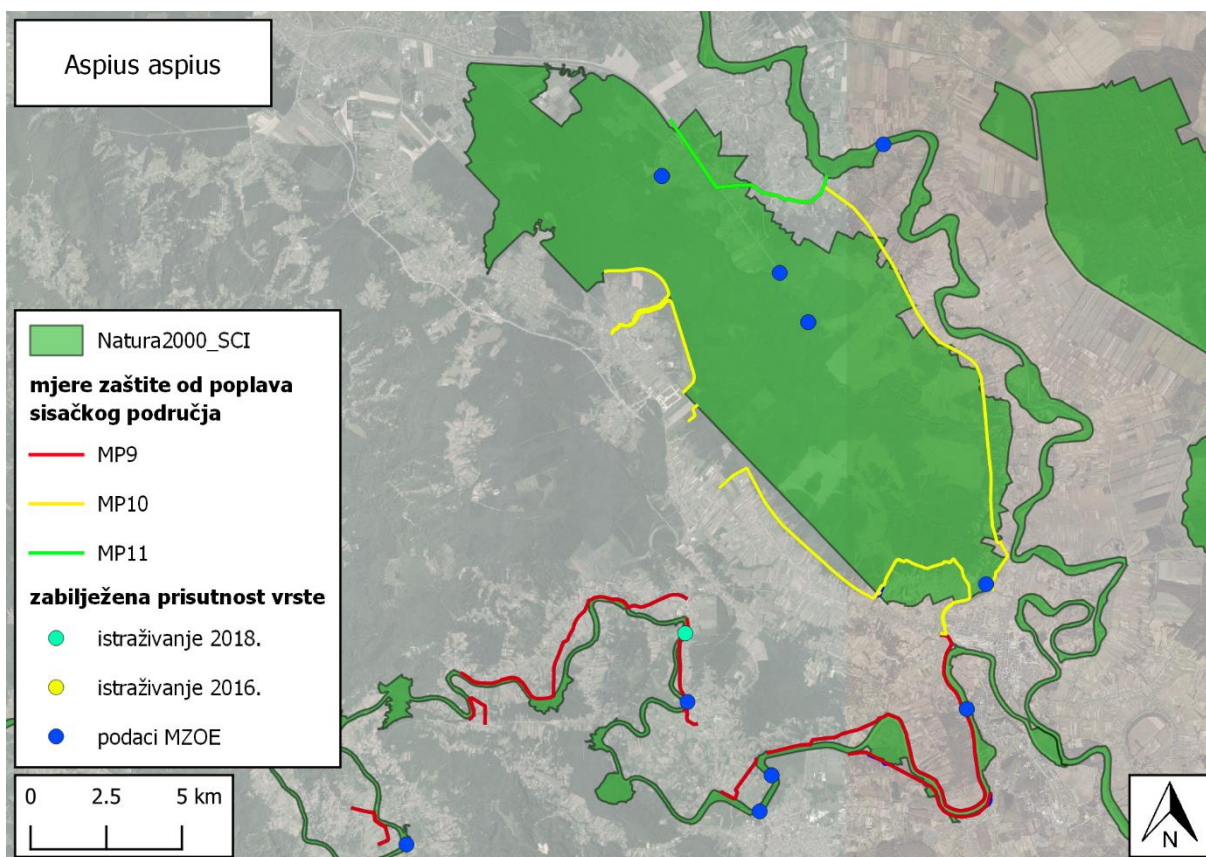 Aspius aspius
Natura2000_SCI
mjere zaštite od poplava
sisačkog područja
MP9
MP10
MP11
zabilježena prisutnost vrste
istraživanje 2018.
istraživanje 2016.
podaci MZOE
0 2.5 5 km
N